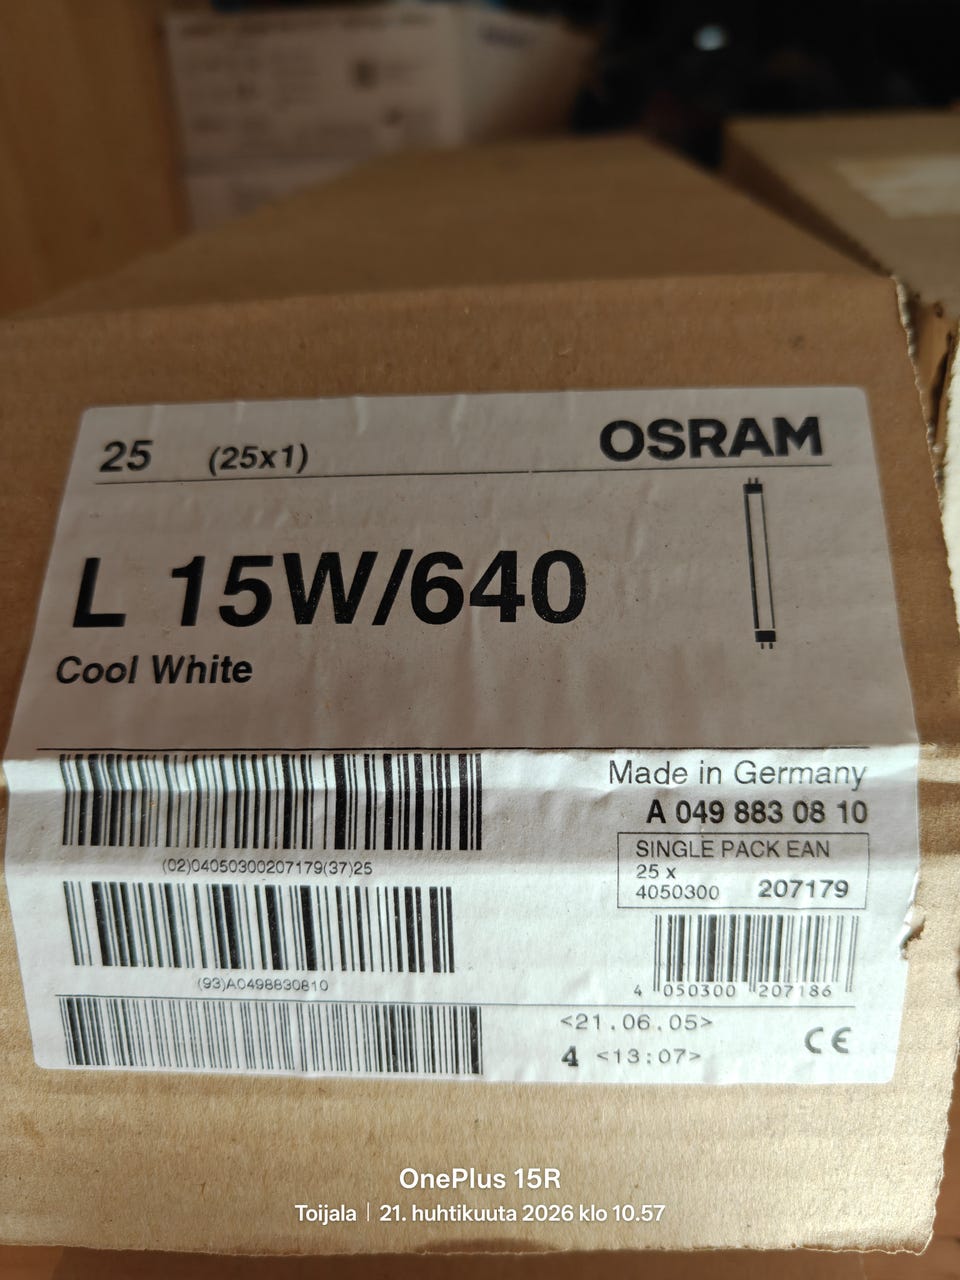 25 (25x1) OSRAM
L 15W/640
Cool White
Made in Germany
A 049 883 08 10
SINGLE PACK EAN
25 x
4050300 207179
(02)04050300207179(37)25
(93)A0498830810
4 050300 207186
<21.06.05>
4 <13:07>
CE
OnePlus 15R
Toijala | 21. huhtikuuta 2026 klo 10.57